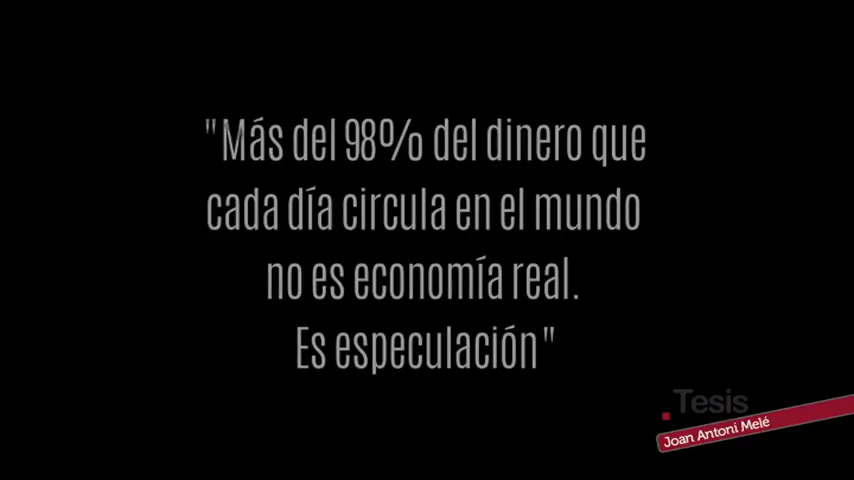 "Más del 98% del dinero que
cada día circula en el mundo
no es economía real.
Es especulación"
.Tesis
Joan Antoni Melé